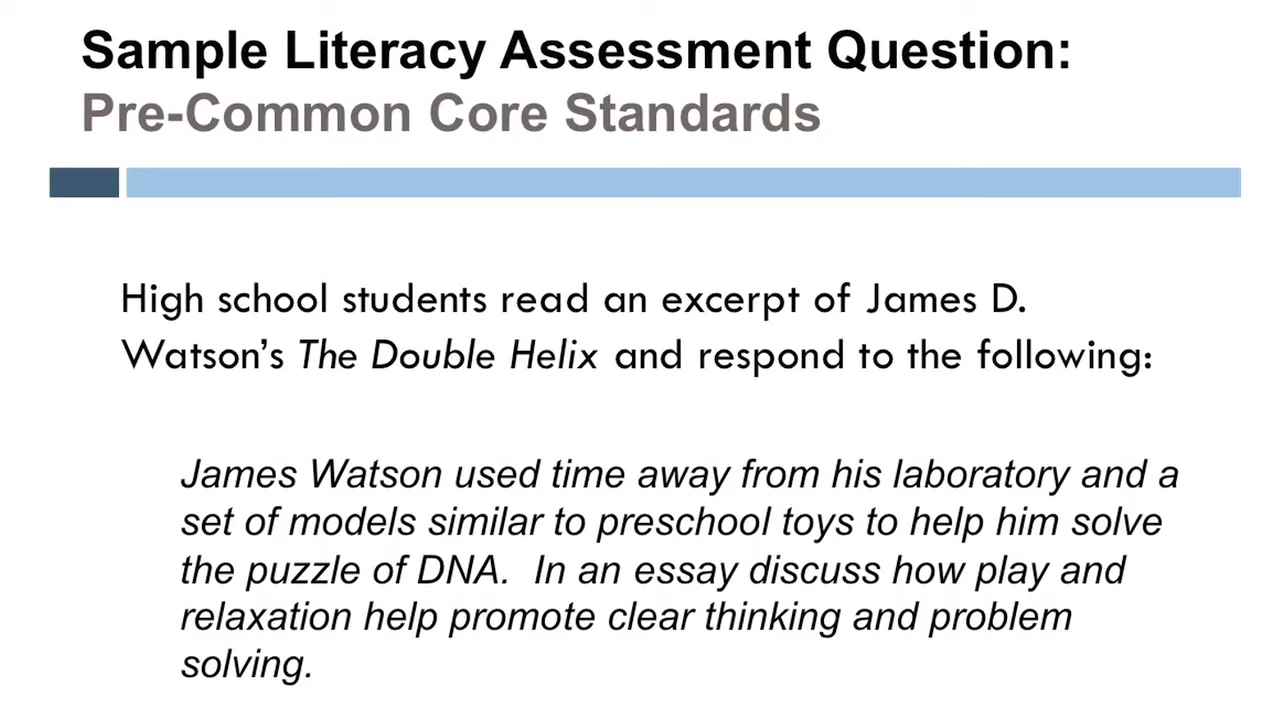 Sample Literacy Assessment Question:
Pre-Common Core Standards
High school students read an excerpt of James D.
Watson’s The Double Helix and respond to the following:
James Watson used time away from his laboratory and a
set of models similar to preschool toys to help him solve
the puzzle of DNA.  In an essay discuss how play and
relaxation help promote clear thinking and problem
solving.